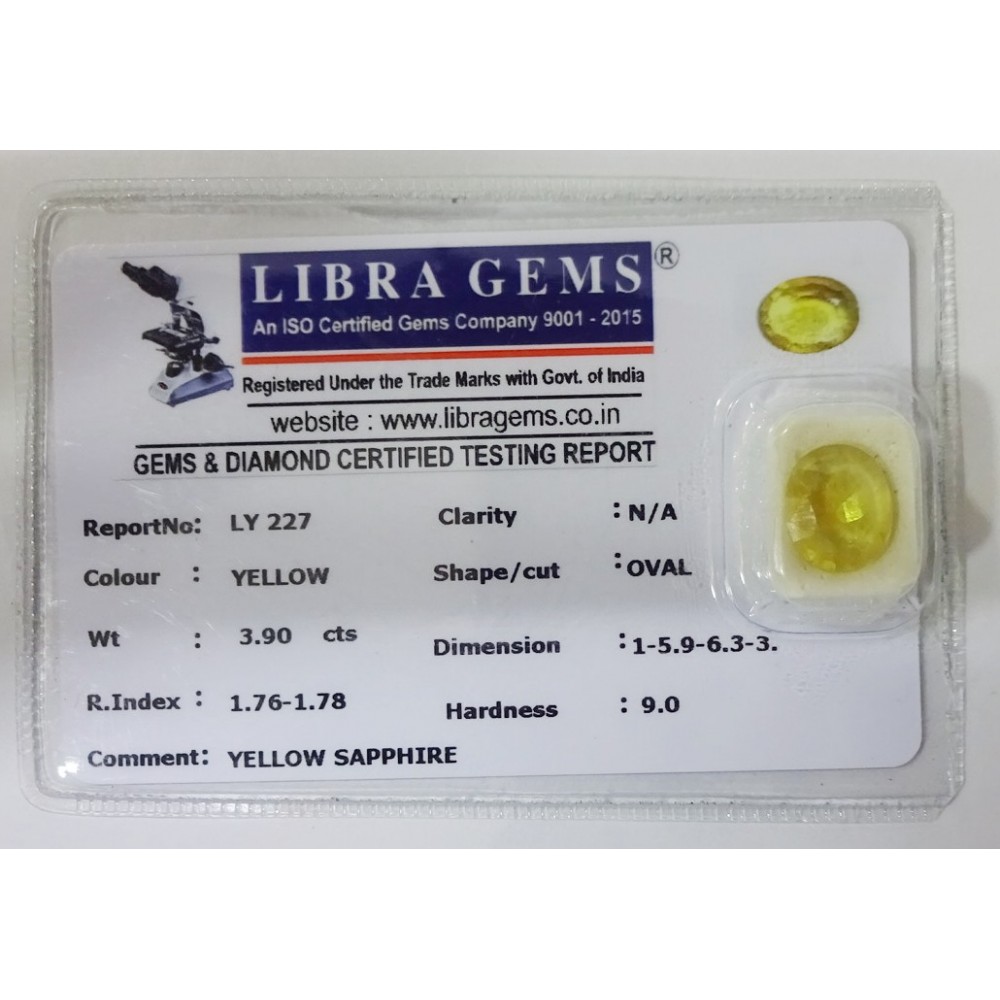 LIBRA GEMS ®
An ISO Certified Gems Company 9001 - 2015
Registered Under the Trade Marks with Govt. of India
website : www.libragems.co.in
GEMS & DIAMOND CERTIFIED TESTING REPORT
ReportNo: LY 227 Clarity : N/A
Colour : YELLOW Shape/cut : OVAL
Wt : 3.90 cts Dimension : 1-5.9-6.3-3.
R.Index : 1.76-1.78 Hardness : 9.0
Comment: YELLOW SAPPHIRE